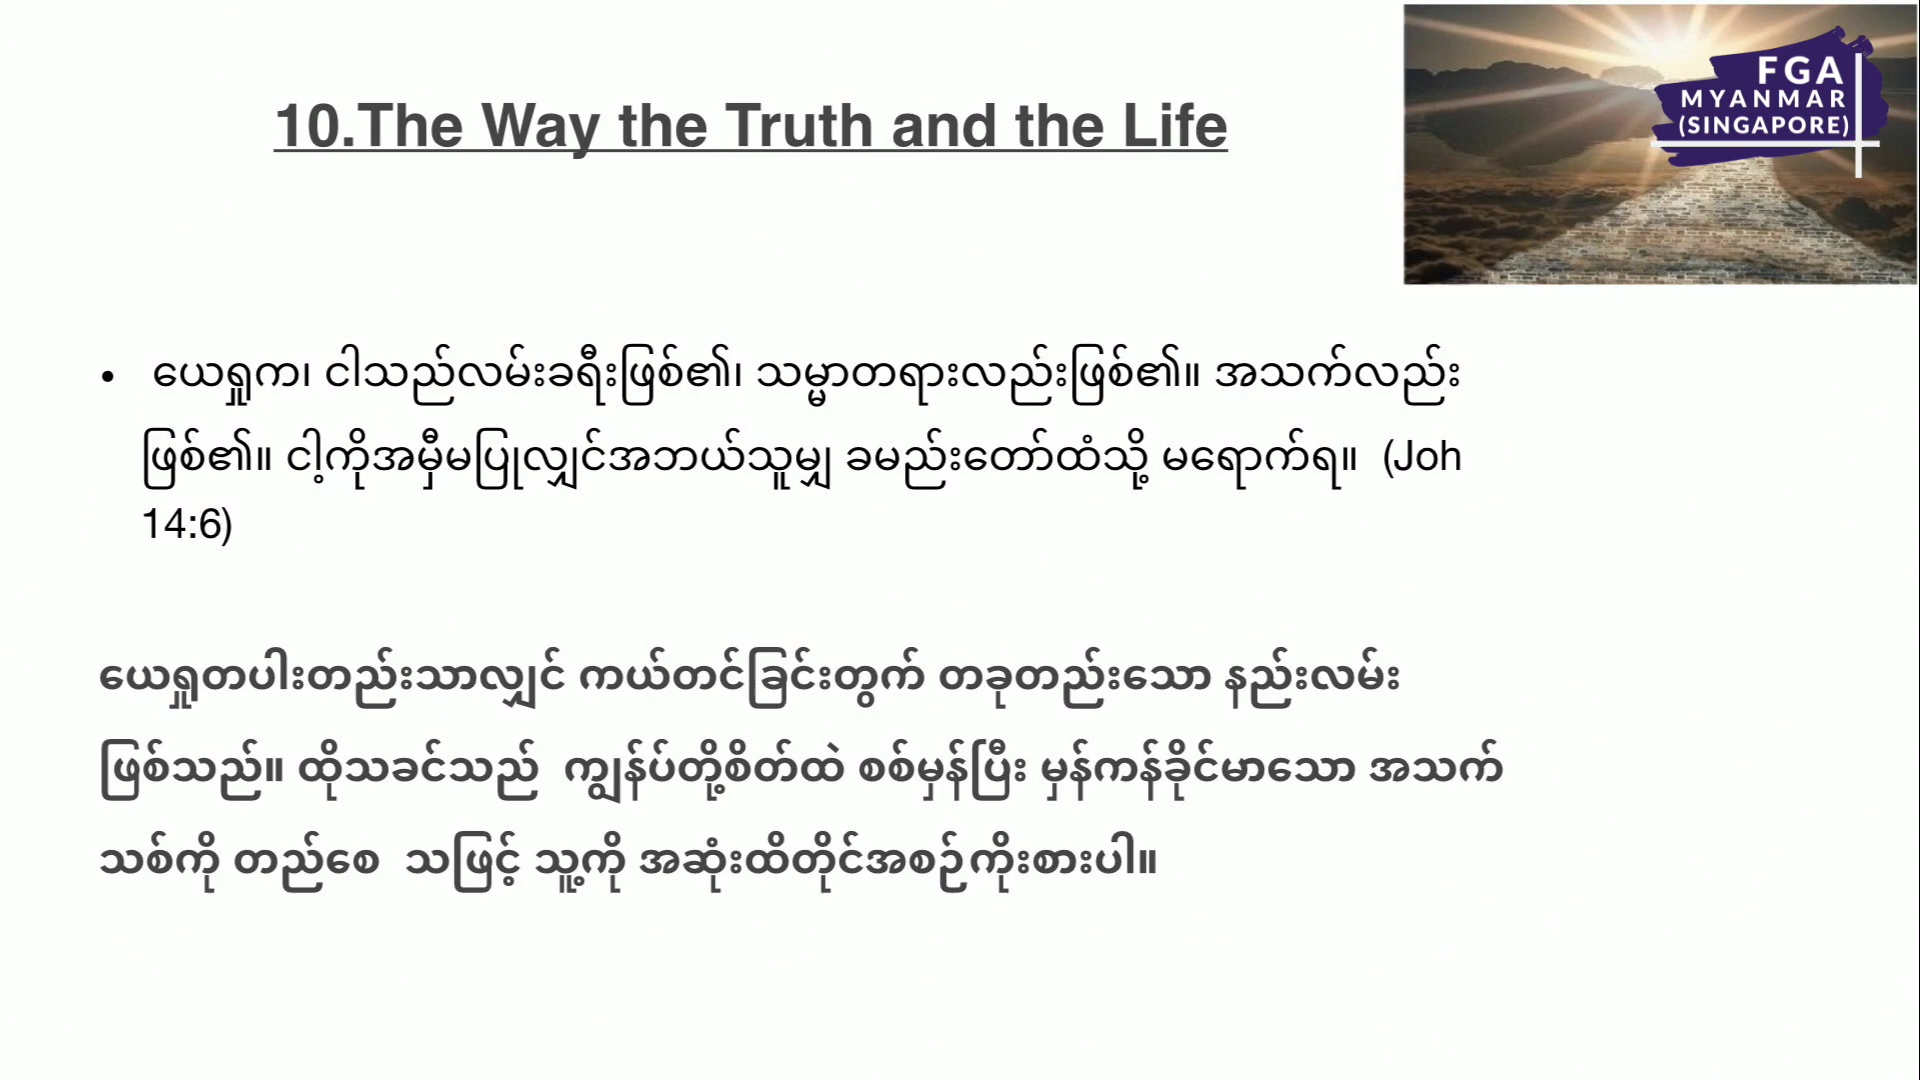 10.The Way the Truth and the Life
FGA
MYANMAR
(SINGAPORE)
• ယေရှုက၊ ငါသည်လမ်းခရီးဖြစ်၏၊ သမ္မာတရားလည်းဖြစ်၏။ အသက်လည်း
ဖြစ်၏။ ငါ့ကိုအမှီမပြုလျှင်အဘယ်သူမျှ ခမည်းတော်ထံသို့ မရောက်ရ။ (Joh
14:6)
ယေရှုတပါးတည်းသာလျှင် ကယ်တင်ခြင်းတွက် တခုတည်းသော နည်းလမ်း
ဖြစ်သည်။ ထိုသခင်သည် ကျွန်ပ်တို့စိတ်ထဲ စစ်မှန်ပြီး မှန်ကန်ခိုင်မာသော အသက်
သစ်ကို တည်စေ သဖြင့် သူ့ကို အဆုံးထိတိုင်အစဉ်ကိုးစားပါ။